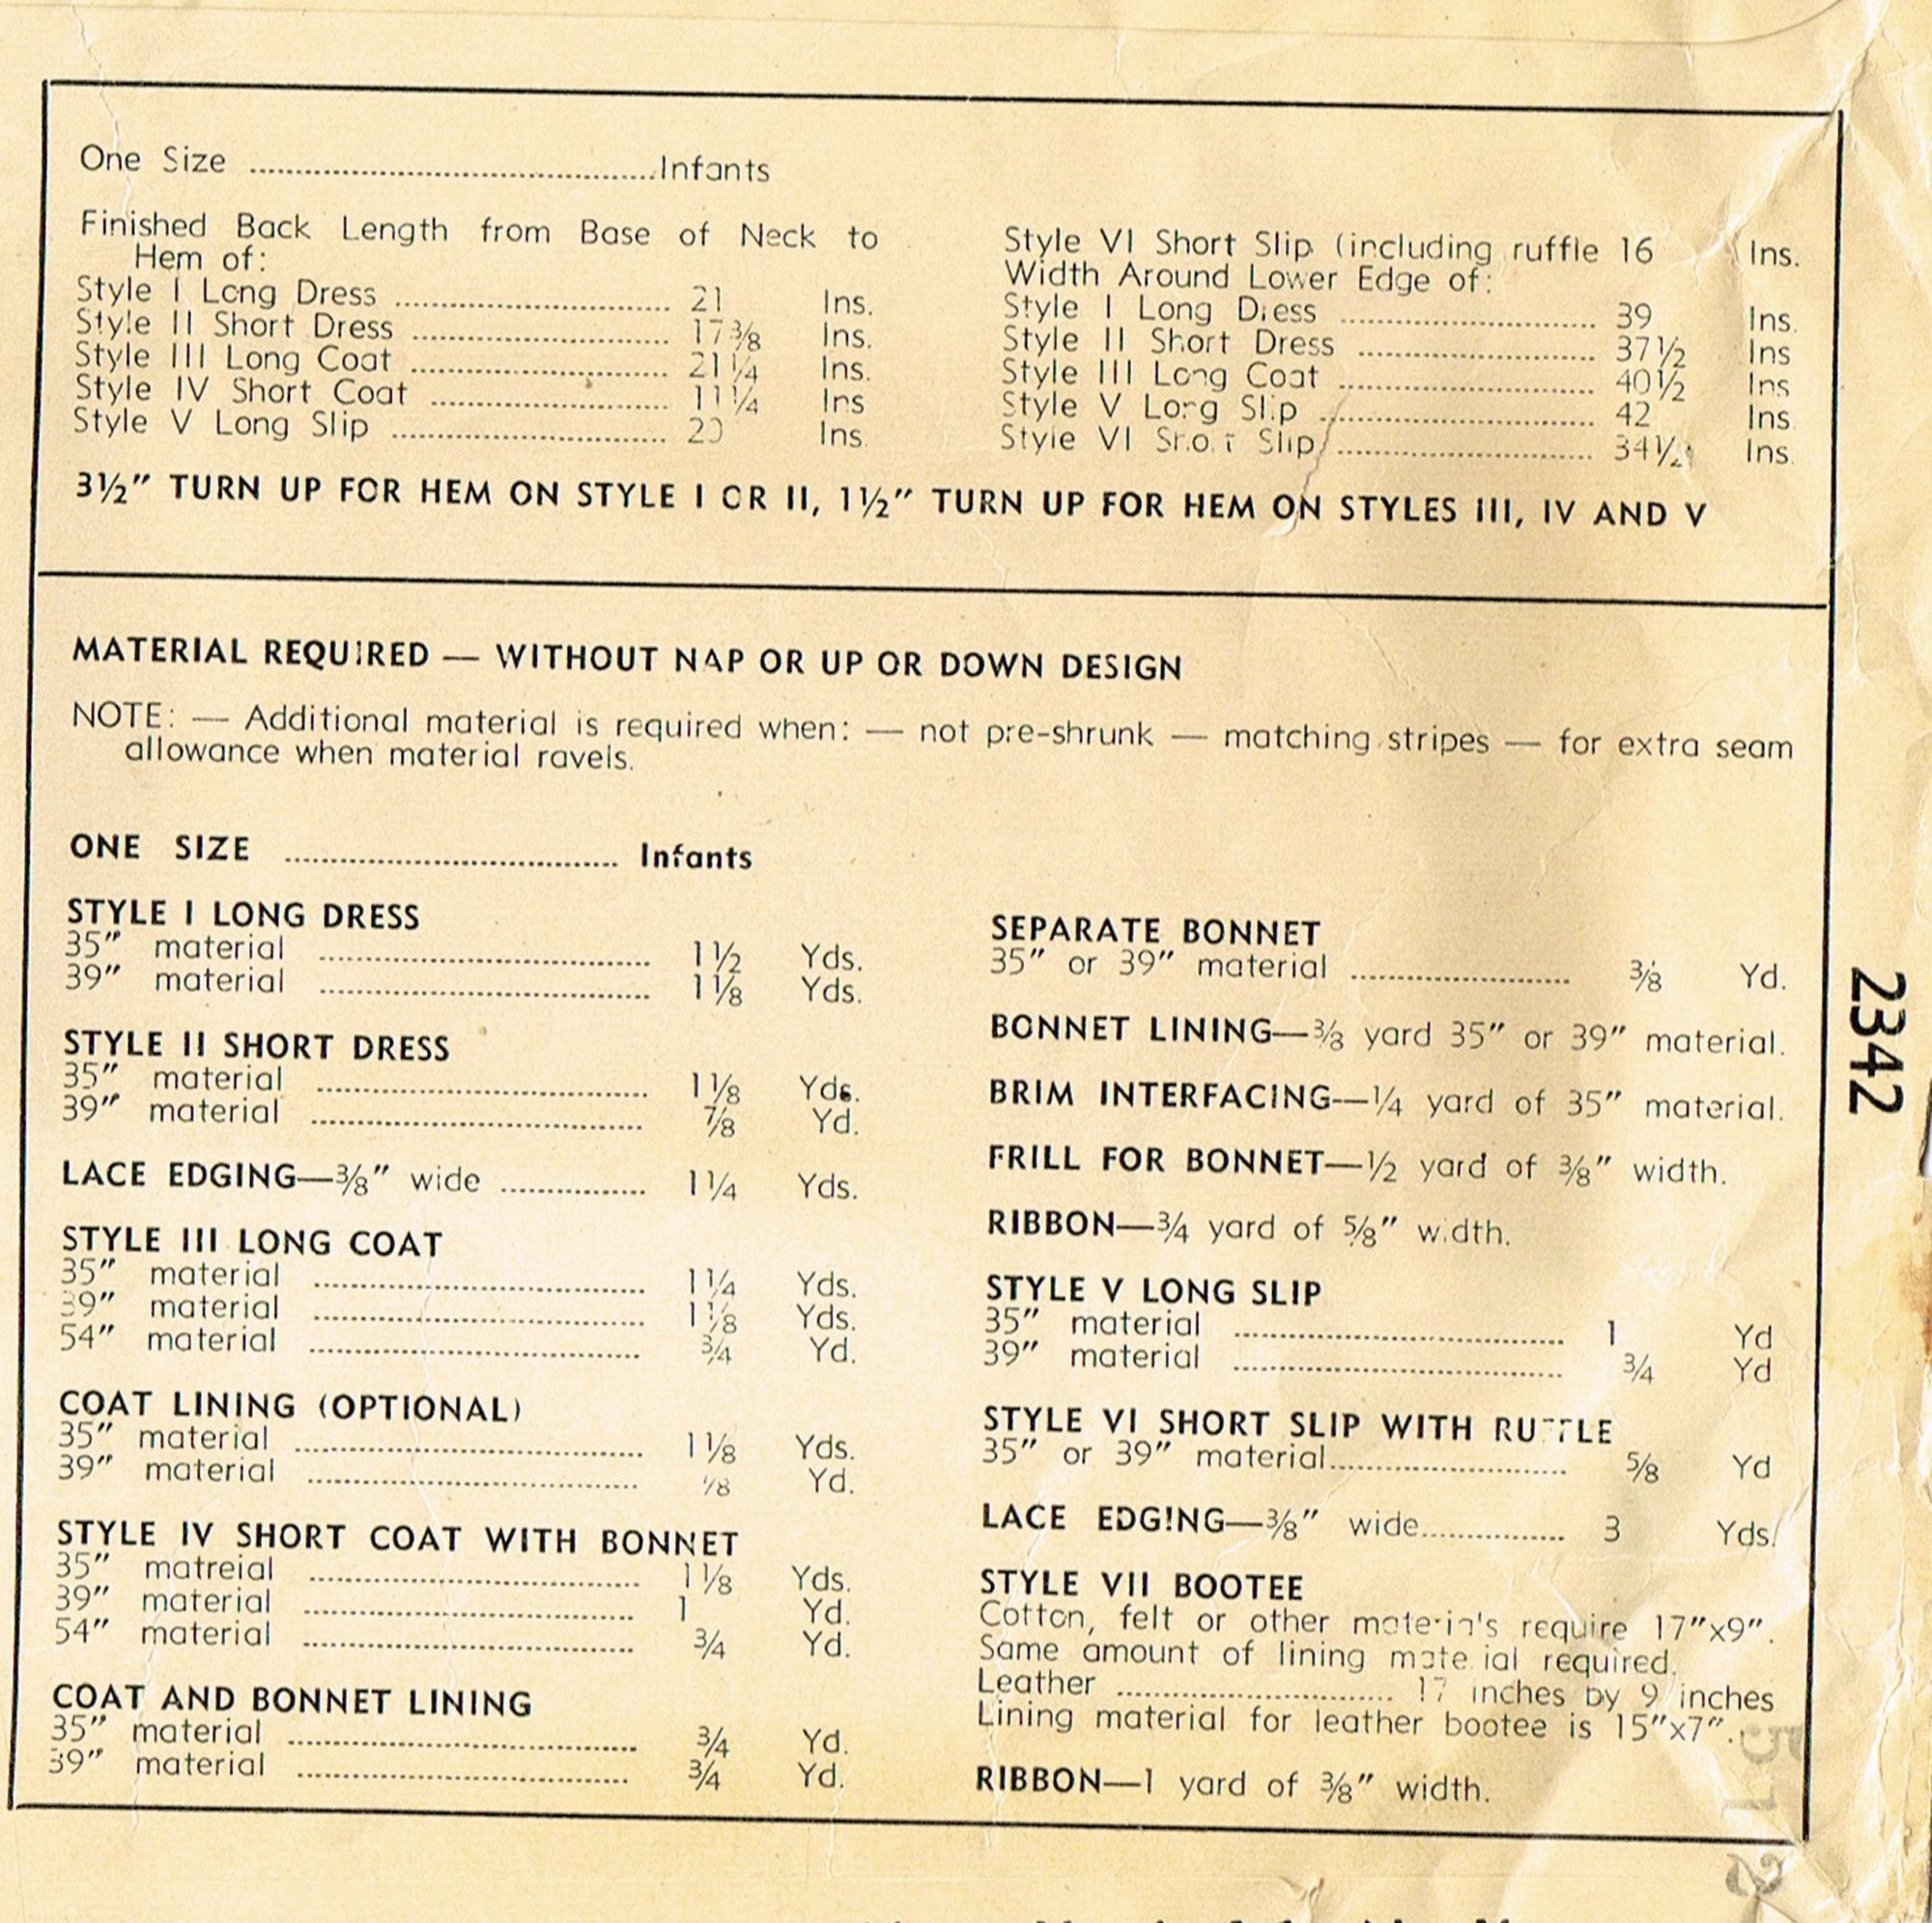 One Size ..........Infants
Finished Back Length from Base of Neck to
Hem of:
Style I Long Dress .......... 21 Ins.
Style II Short Dress .......... 17⅜ Ins.
Style III Long Coat .......... 21¼ Ins.
Style IV Short Coat .......... 11¼ Ins
Style V Long Slip .......... 20 Ins.
Style VI Short Slip (including ruffle 16 Ins.
Width Around Lower Edge of:
Style I Long Dress .......... 39 Ins.
Style II Short Dress .......... 37½ Ins
Style III Long Coat .......... 40½ Ins
Style V Long Slip .......... 42 Ins.
Style VI Short Slip .......... 34½ Ins.
3½" TURN UP FOR HEM ON STYLE I OR II, 1½" TURN UP FOR HEM ON STYLES III, IV AND V
MATERIAL REQUIRED — WITHOUT NAP OR UP OR DOWN DESIGN
NOTE: — Additional material is required when: — not pre-shrunk — matching stripes — for extra seam
allowance when material ravels.
ONE SIZE .......... Infants
STYLE I LONG DRESS
35" material .......... 1½ Yds.
39" material .......... 1⅛ Yds.
STYLE II SHORT DRESS
35" material .......... 1⅛ Yds.
39" material .......... ⅞ Yd.
LACE EDGING—⅜" wide .......... 1¼ Yds.
STYLE III LONG COAT
35" material .......... 1¼ Yds.
39" material .......... 1⅛ Yds.
54" material .......... ¾ Yd.
COAT LINING (OPTIONAL)
35" material .......... 1⅛ Yds.
39" material .......... Yd.
STYLE IV SHORT COAT WITH BONNET
35" matreial .......... 1⅛ Yds.
39" material .......... 1 Yd.
54" material .......... ¾ Yd.
COAT AND BONNET LINING
35" material .......... ¾ Yd.
39" material .......... ¾ Yd.
SEPARATE BONNET
35" or 39" material .......... ⅜ Yd.
BONNET LINING—⅜ yard 35" or 39" material.
BRIM INTERFACING—¼ yard of 35" material.
FRILL FOR BONNET—½ yard of ⅜" width.
RIBBON—¾ yard of ⅝" width.
STYLE V LONG SLIP
35" material .......... 1 Yd
39" material .......... ¾ Yd
STYLE VI SHORT SLIP WITH RUFFLE
35" or 39" material.......... ⅝ Yd
LACE EDGING—⅜" wide.......... 3 Yds.
STYLE VII BOOTEE
Cotton, felt or other materials require 17"x9".
Same amount of lining material required.
Leather .......... 17 inches by 9 inches
Lining material for leather bootee is 15"x7".
RIBBON—1 yard of ⅜" width.
2342